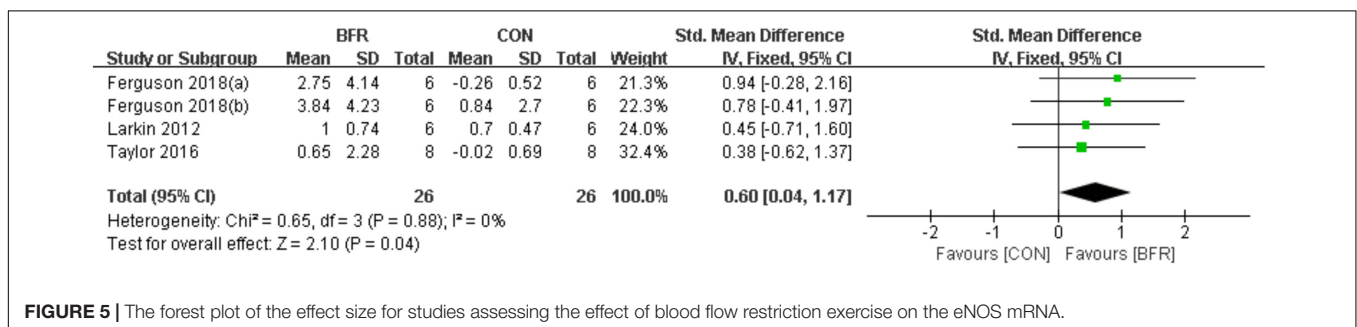 BFR CON Std. Mean Difference Std. Mean Difference
Study or Subgroup Mean SD Total Mean SD Total Weight IV, Fixed, 95% CI IV, Fixed, 95% CI
Ferguson 2018(a) 2.75 4.14 6 -0.26 0.52 6 21.3% 0.94 [-0.28, 2.16]
Ferguson 2018(b) 3.84 4.23 6 0.84 2.7 6 22.3% 0.78 [-0.41, 1.97]
Larkin 2012 1 0.74 6 0.7 0.47 6 24.0% 0.45 [-0.71, 1.60]
Taylor 2016 0.65 2.28 8 -0.02 0.69 8 32.4% 0.38 [-0.62, 1.37]
Total (95% CI) 26 26 100.0% 0.60 [0.04, 1.17]
Heterogeneity: Chi² = 0.65, df = 3 (P = 0.88); I² = 0%
Test for overall effect: Z = 2.10 (P = 0.04)
-2 -1 0 1 2
Favours [CON] Favours [BFR]
FIGURE 5 | The forest plot of the effect size for studies assessing the effect of blood flow restriction exercise on the eNOS mRNA.